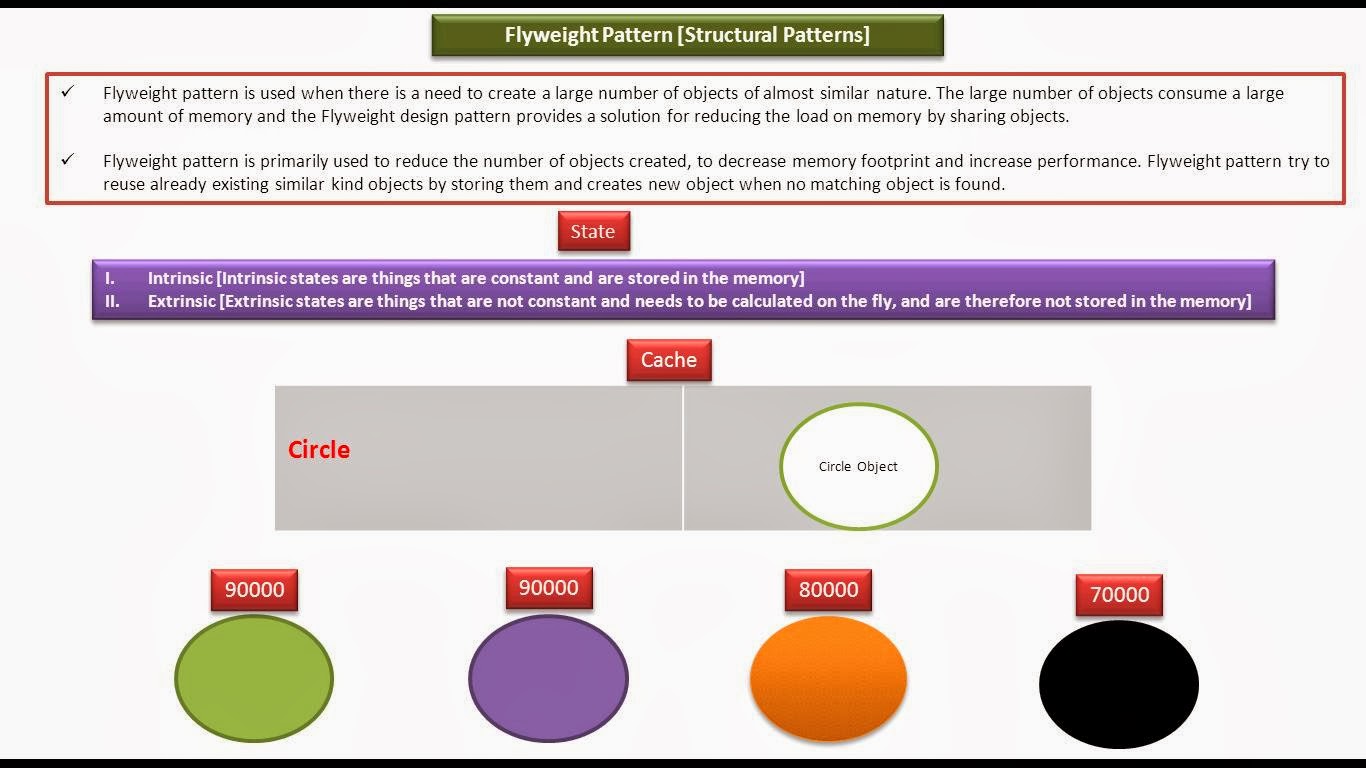 Flyweight Pattern [Structural Patterns]
✓ Flyweight pattern is used when there is a need to create a large number of objects of almost similar nature. The large number of objects consume a large
amount of memory and the Flyweight design pattern provides a solution for reducing the load on memory by sharing objects.
✓ Flyweight pattern is primarily used to reduce the number of objects created, to decrease memory footprint and increase performance. Flyweight pattern try to
reuse already existing similar kind objects by storing them and creates new object when no matching object is found.
State
I. Intrinsic [Intrinsic states are things that are constant and are stored in the memory]
II. Extrinsic [Extrinsic states are things that are not constant and needs to be calculated on the fly, and are therefore not stored in the memory]
Cache
Circle
Circle Object
90000
90000
80000
70000